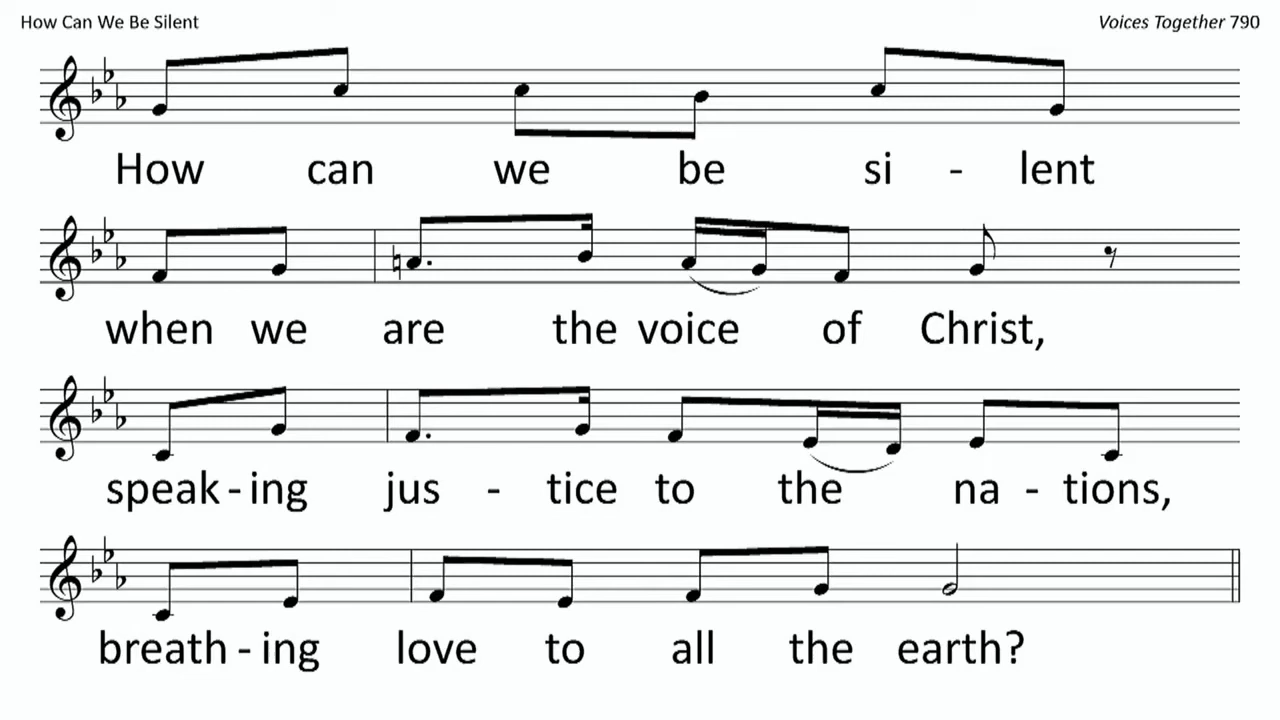 How Can We Be Silent
Voices Together 790
How can we be si - lent
when we are the voice of Christ,
speak - ing jus - tice to the na - tions,
breath - ing love to all the earth?